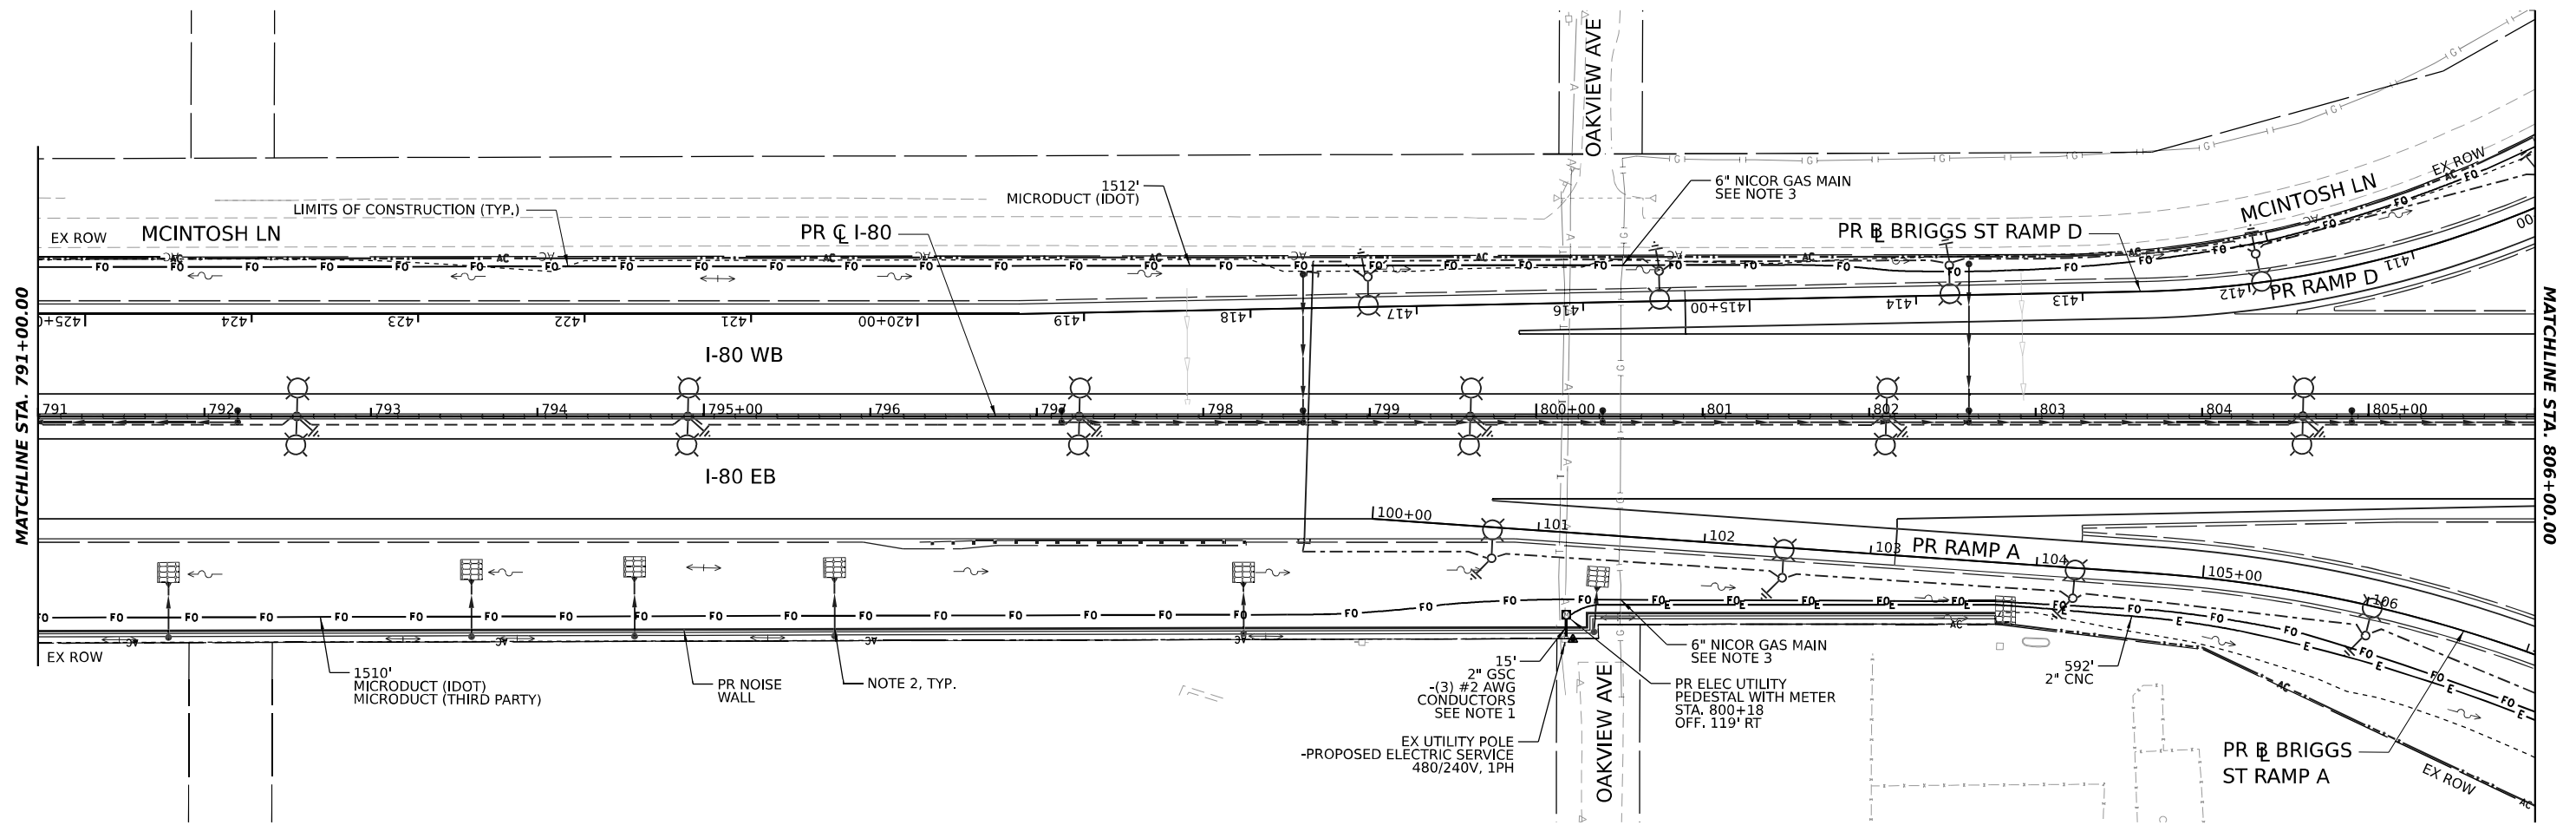 MATCHLINE STA. 791+00.00
OAKVIEW AVE
1512'
MICRODUCT (IDOT)
6" NICOR GAS MAIN
SEE NOTE 3
LIMITS OF CONSTRUCTION (TYP.)
EX ROW
MCINTOSH LN
PR ℄ I-80
PR BL BRIGGS ST RAMP D
MCINTOSH LN
EX ROW
PR RAMP D
424
423
422
421
420+00
419
418
417
416
415+00
414
413
412
411
I-80 WB
791
792
793
794
795+00
796
797
798
799
800+00
801
802
803
804
805+00
I-80 EB
100+00
101
102
103
PR RAMP A
104
105+00
106
FO
AC
E
G
A
T
EX ROW
1510'
MICRODUCT (IDOT)
MICRODUCT (THIRD PARTY)
PR NOISE
WALL
NOTE 2, TYP.
15'
2" GSC
-(3) #2 AWG
CONDUCTORS
SEE NOTE 1
EX UTILITY POLE
-PROPOSED ELECTRIC SERVICE
480/240V, 1PH
OAKVIEW AVE
6" NICOR GAS MAIN
SEE NOTE 3
PR ELEC UTILITY
PEDESTAL WITH METER
STA. 800+18
OFF. 119' RT
592'
2" CNC
PR BL BRIGGS
ST RAMP A
EX ROW
MATCHLINE STA. 806+00.00